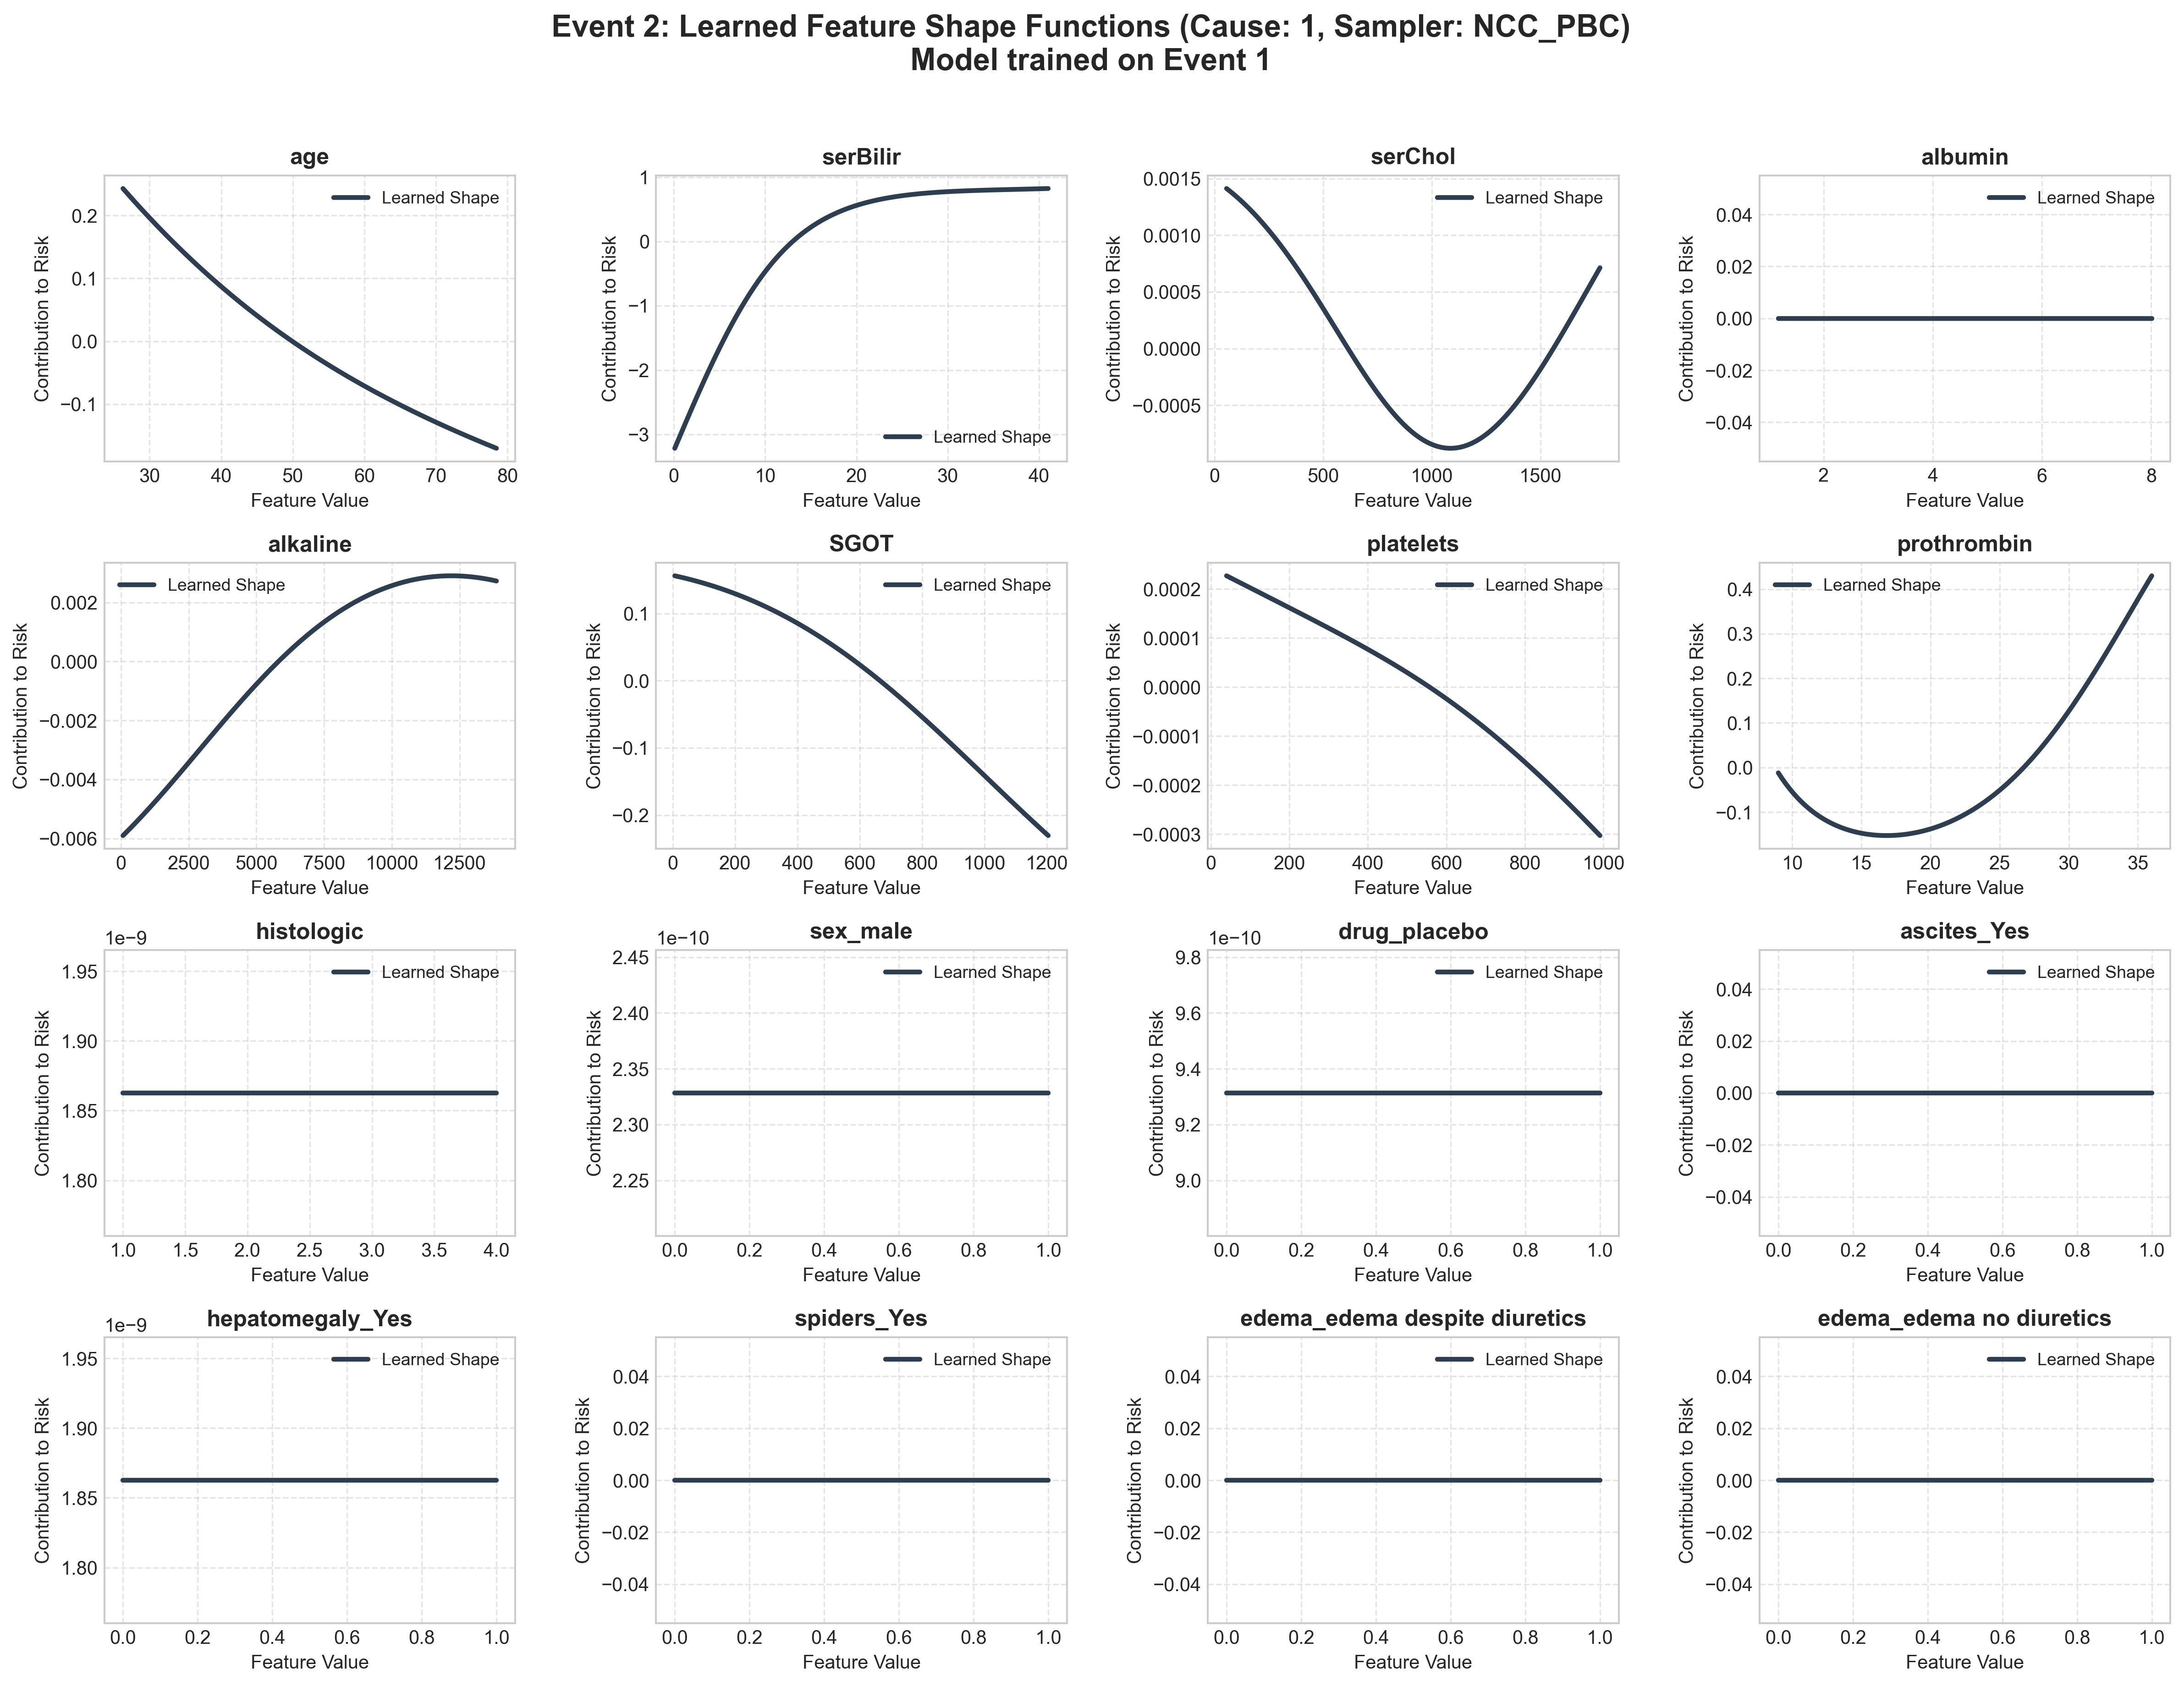 Event 2: Learned Feature Shape Functions (Cause: 1, Sampler: NCC_PBC)
Model trained on Event 1
age
Learned Shape
Contribution to Risk
0.2
0.1
0.0
−0.1
30 40 50 60 70 80
Feature Value
serBilir
Learned Shape
Contribution to Risk
1
0
−1
−2
−3
0 10 20 30 40
Feature Value
serChol
Learned Shape
Contribution to Risk
0.0015
0.0010
0.0005
0.0000
−0.0005
0 500 1000 1500
Feature Value
albumin
Learned Shape
Contribution to Risk
0.04
0.02
0.00
−0.02
−0.04
2 4 6 8
Feature Value
alkaline
Learned Shape
Contribution to Risk
0.002
0.000
−0.002
−0.004
−0.006
0 2500 5000 7500 10000 12500
Feature Value
SGOT
Learned Shape
Contribution to Risk
0.1
0.0
−0.1
−0.2
0 200 400 600 800 1000 1200
Feature Value
platelets
Learned Shape
Contribution to Risk
0.0002
0.0001
0.0000
−0.0001
−0.0002
−0.0003
0 200 400 600 800 1000
Feature Value
prothrombin
Learned Shape
Contribution to Risk
0.4
0.3
0.2
0.1
0.0
−0.1
10 15 20 25 30 35
Feature Value
histologic
1e−9
Learned Shape
Contribution to Risk
1.95
1.90
1.85
1.80
1.0 1.5 2.0 2.5 3.0 3.5 4.0
Feature Value
sex_male
1e−10
Learned Shape
Contribution to Risk
2.45
2.40
2.35
2.30
2.25
0.0 0.2 0.4 0.6 0.8 1.0
Feature Value
drug_placebo
1e−10
Learned Shape
Contribution to Risk
9.8
9.6
9.4
9.2
9.0
0.0 0.2 0.4 0.6 0.8 1.0
Feature Value
ascites_Yes
Learned Shape
Contribution to Risk
0.04
0.02
0.00
−0.02
−0.04
0.0 0.2 0.4 0.6 0.8 1.0
Feature Value
hepatomegaly_Yes
1e−9
Learned Shape
Contribution to Risk
1.95
1.90
1.85
1.80
0.0 0.2 0.4 0.6 0.8 1.0
Feature Value
spiders_Yes
Learned Shape
Contribution to Risk
0.04
0.02
0.00
−0.02
−0.04
0.0 0.2 0.4 0.6 0.8 1.0
Feature Value
edema_edema despite diuretics
Learned Shape
Contribution to Risk
0.04
0.02
0.00
−0.02
−0.04
0.0 0.2 0.4 0.6 0.8 1.0
Feature Value
edema_edema no diuretics
Learned Shape
Contribution to Risk
0.04
0.02
0.00
−0.02
−0.04
0.0 0.2 0.4 0.6 0.8 1.0
Feature Value